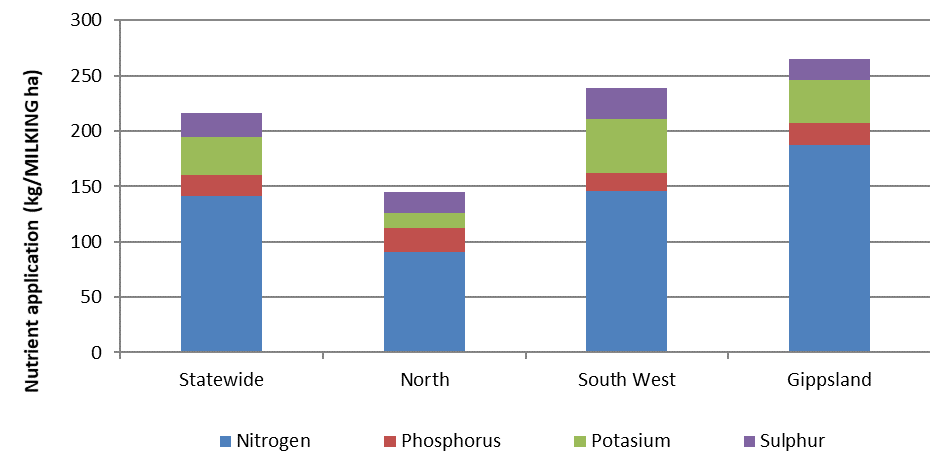 Nutrient application (kg/MILKING ha)
300
250
200
150
100
50
0
Statewide North South West Gippsland
Nitrogen Phosphorus Potasium Sulphur